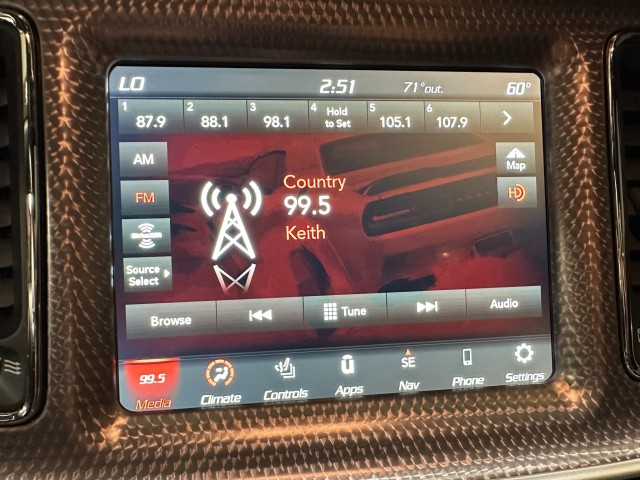 LO 2:51 71°out. 60°
1 2 3 4 Hold 5 6
87.9 88.1 98.1 to Set 105.1 107.9
AM
Map
Country
FM
99.5
HD
Keith
SiriusXM
Source
Select
Browse Tune Audio
99.5 SE
Media Climate Controls Apps Nav Phone Settings